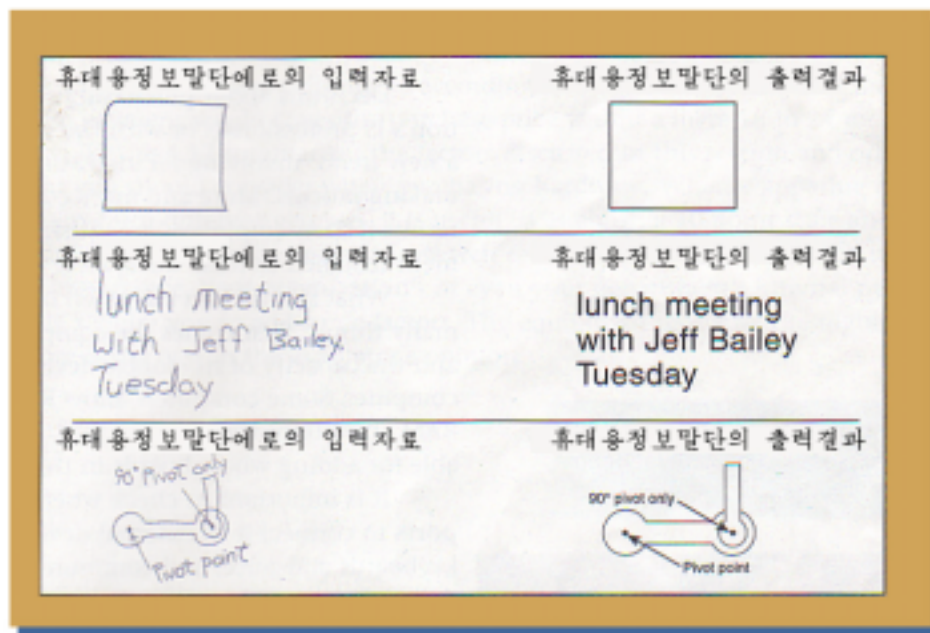 휴대용정보말단에로의 입력자료
휴대용정보말단의 출력결과
휴대용정보말단에로의 입력자료
휴대용정보말단의 출력결과
lunch meeting
with Jeff Bailey.
Tuesday
lunch meeting
with Jeff Bailey
Tuesday
휴대용정보말단에로의 입력자료
휴대용정보말단의 출력결과
90° Pivot only
Pivot point
90° pivot only
Pivot point